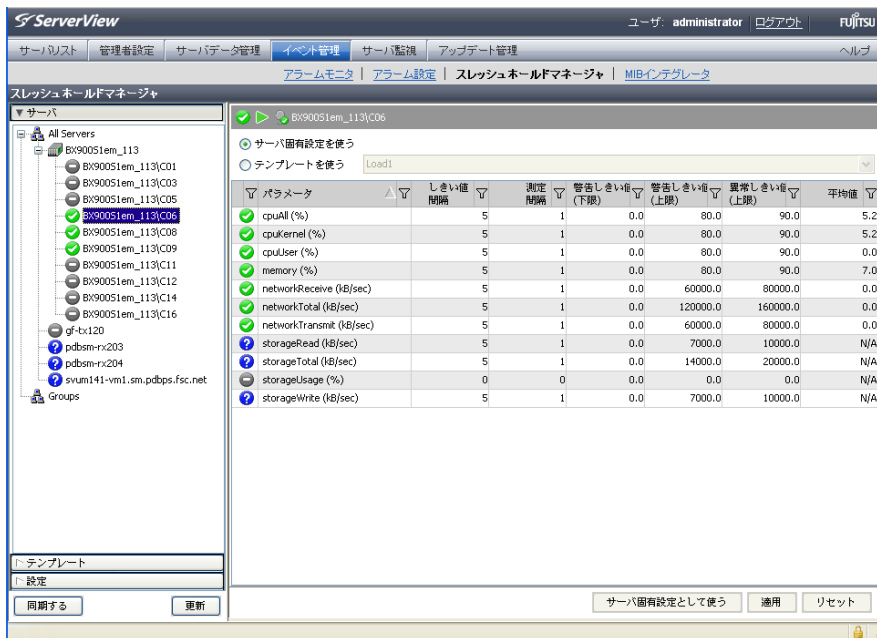 ServerView
ユーザ: administrator ログアウト FUJITSU
サーバリスト 管理者設定 サーバデータ管理 イベント管理 サーバ監視 アップデート管理 ヘルプ
アラームモニタ | アラーム設定 | スレッショホールドマネージャ | MIBインテグレータ
スレッショホールドマネージャ
サーバ
All Servers
BX900S1em_113
BX900S1em_113\C01
BX900S1em_113\C03
BX900S1em_113\C05
BX900S1em_113\C06
BX900S1em_113\C08
BX900S1em_113\C09
BX900S1em_113\C11
BX900S1em_113\C12
BX900S1em_113\C14
BX900S1em_113\C16
gf-tx120
pdbsm-rx203
pdbsm-rx204
svum141-vm1.sm.pdbps.fsc.net
Groups
テンプレート
設定
同期する 更新
BX900S1em_113\C06
サーバ固有設定を使う
テンプレートを使う Load1
パラメータ しきい値間隔 測定間隔 警告しきい値(下限) 警告しきい値(上限) 異常しきい値(上限) 平均値
cpuAll (%) 5 1 0.0 80.0 90.0 5.2
cpuKernel (%) 5 1 0.0 80.0 90.0 5.2
cpuUser (%) 5 1 0.0 80.0 90.0 0.0
memory (%) 5 1 0.0 80.0 90.0 7.0
networkReceive (kB/sec) 5 1 0.0 60000.0 80000.0 0.0
networkTotal (kB/sec) 5 1 0.0 120000.0 160000.0 0.0
networkTransmit (kB/sec) 5 1 0.0 60000.0 80000.0 0.0
storageRead (kB/sec) 5 1 0.0 7000.0 10000.0 N/A
storageTotal (kB/sec) 5 1 0.0 14000.0 20000.0 N/A
storageUsage (%) 0 0 0.0 0.0 0.0 N/A
storageWrite (kB/sec) 5 1 0.0 7000.0 10000.0 N/A
サーバ固有設定として使う 適用 リセット